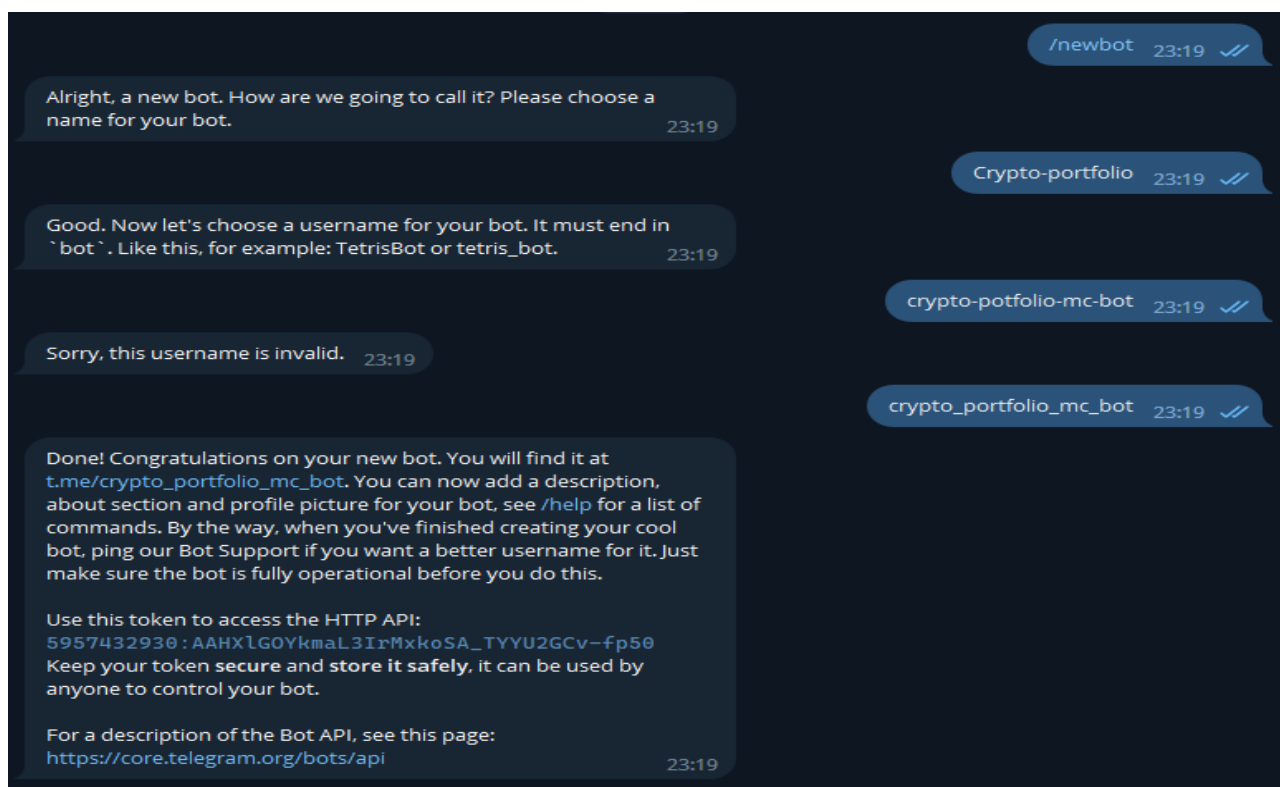 /newbot 23:19
Alright, a new bot. How are we going to call it? Please choose a
name for your bot.
23:19
Crypto-portfolio 23:19
Good. Now let's choose a username for your bot. It must end in
`bot`. Like this, for example: TetrisBot or tetris_bot.
23:19
crypto-potfolio-mc-bot 23:19
Sorry, this username is invalid. 23:19
crypto_portfolio_mc_bot 23:19
Done! Congratulations on your new bot. You will find it at
t.me/crypto_portfolio_mc_bot. You can now add a description,
about section and profile picture for your bot, see /help for a list of
commands. By the way, when you've finished creating your cool
bot, ping our Bot Support if you want a better username for it. Just
make sure the bot is fully operational before you do this.
Use this token to access the HTTP API:
5957432930:AAHXlGOYkmaL3IrMxkoSA_TYYU2GCv-fp50
Keep your token secure and store it safely, it can be used by
anyone to control your bot.
For a description of the Bot API, see this page:
https://core.telegram.org/bots/api
23:19